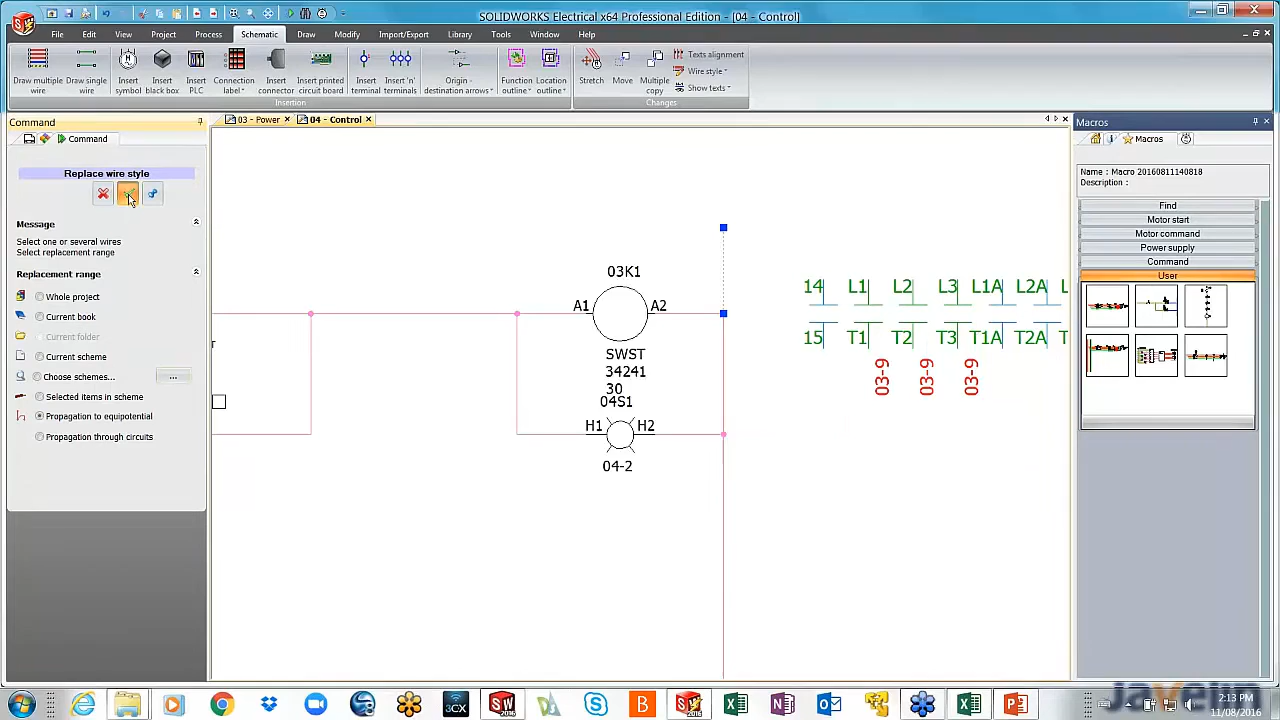 SOLIDWORKS Electrical x64 Professional Edition - [04 - Control]
File Edit View Project Process Schematic Draw Modify Import/Export Library Tools Window Help
Draw multiple wire
Draw single wire
Insert symbol
Insert black box
Insert PLC
Connection label
Insert connector
Insert printed circuit board
Insert terminal
Insert 'n' terminals
Origin - destination arrows
Function outline
Location outline
Stretch
Move
Multiple copy
Texts alignment
Wire style
Show texts
Insertion
Changes
Command
Command
Replace wire style
Message
Select one or several wires
Select replacement range
Replacement range
Whole project
Current book
Current folder
Current scheme
Choose schemes...
...
Selected items in scheme
Propagation to equipotential
Propagation through circuits
03 - Power
04 - Control
03K1
A1 A2
SWST
34241
30
04S1
H1 H2
04-2
14 L1 L2 L3 L1A L2A L
15 T1 T2 T3 T1A T2A T
03-9
03-9
03-9
Macros
Macros
Name : Macro 20160811140818
Description :
Find
Motor start
Motor command
Power supply
Command
User
3CX
2:13 PM
11/08/2016